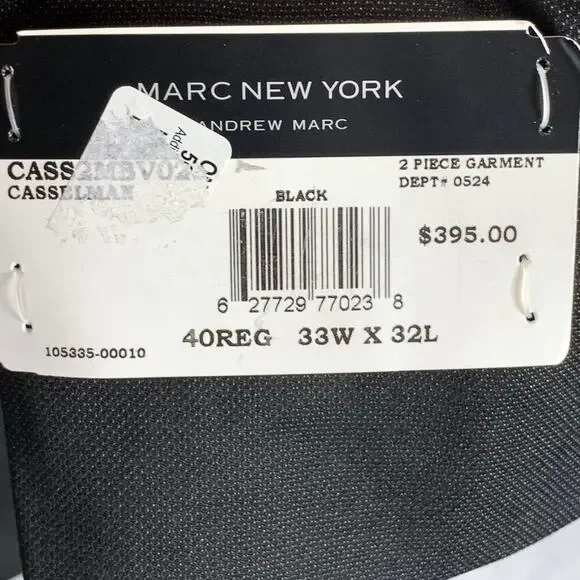 MARC NEW YORK
ANDREW MARC
2 PIECE GARMENT
CASSELMAN
BLACK
DEPT# 0524
$395.00
6 27729 77023 8
40REG 33W X 32L
105335-00010